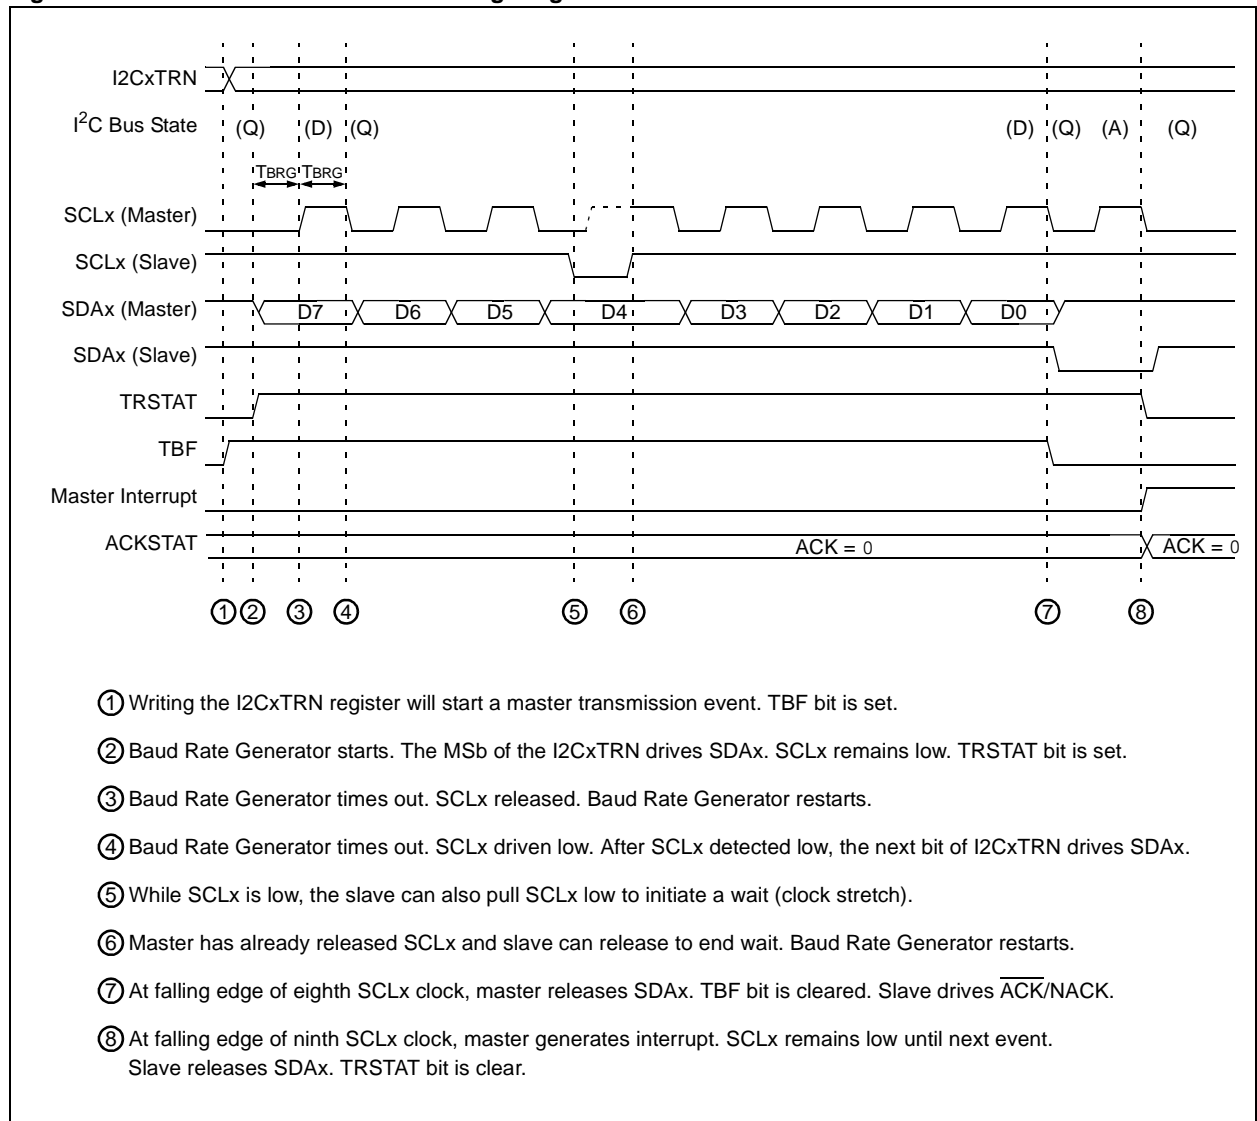 I2CxTRN
I2C Bus State (Q) (D) (Q) (D) (Q) (A) (Q)
TBRG TBRG
SCLx (Master)
SCLx (Slave)
SDAx (Master) D7 D6 D5 D4 D3 D2 D1 D0
SDAx (Slave)
TRSTAT
TBF
Master Interrupt
ACKSTAT ACK = 0 ACK = 0
1 2 3 4 5 6 7 8
1 Writing the I2CxTRN register will start a master transmission event. TBF bit is set.
2 Baud Rate Generator starts. The MSb of the I2CxTRN drives SDAx. SCLx remains low. TRSTAT bit is set.
3 Baud Rate Generator times out. SCLx released. Baud Rate Generator restarts.
4 Baud Rate Generator times out. SCLx driven low. After SCLx detected low, the next bit of I2CxTRN drives SDAx.
5 While SCLx is low, the slave can also pull SCLx low to initiate a wait (clock stretch).
6 Master has already released SCLx and slave can release to end wait. Baud Rate Generator restarts.
7 At falling edge of eighth SCLx clock, master releases SDAx. TBF bit is cleared. Slave drives ACK/NACK.
8 At falling edge of ninth SCLx clock, master generates interrupt. SCLx remains low until next event.
Slave releases SDAx. TRSTAT bit is clear.